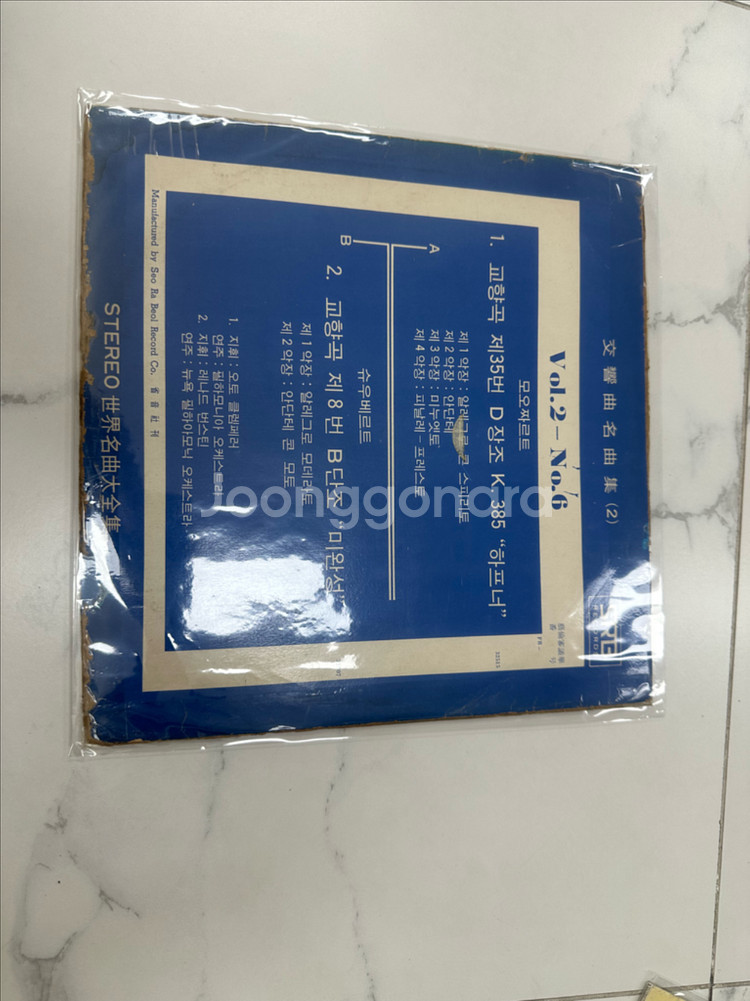 交響曲名曲集 (2)
Vol.2 – No.6
모오짜르트
1. 교향곡 제35번 D장조 K 385 “하프너”
제 1 악장 : 알레그로 콘 스피리토
제 2 악장 : 안단테
제 3 악장 : 미누엣토
제 4 악장 : 피날레 – 프레스토
A
B
슈우베르트
2. 교향곡 제8번 B단조 “미완성”
제 1 악장 : 알레그로 모데라토
제 2 악장 : 안단테 콘 모토
1. 지휘 : 오토 클렘페러
연주 : 필하모니아 오케스트라
2. 지휘 : 레나드 번스틴
연주 : 뉴욕 필하아모닉 오케스트라
Manufactured by Seo Ra Beol Record Co.
STEREO 世界名曲大全集
joonggonara